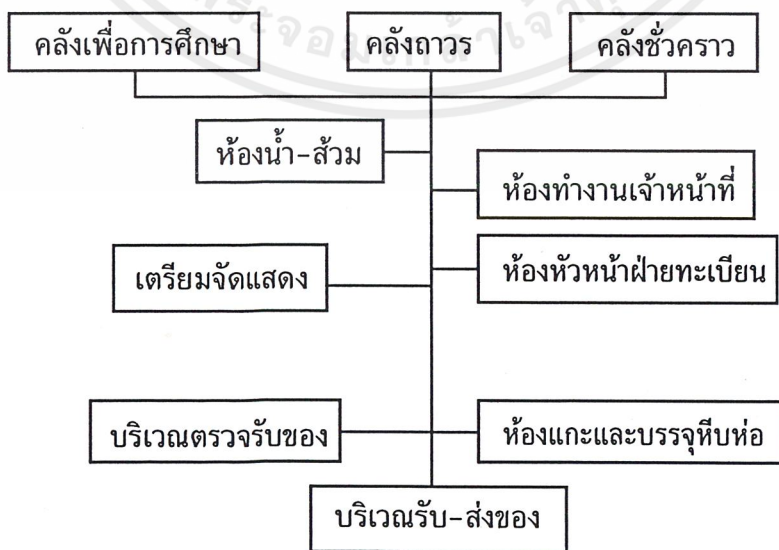 คลังเพื่อการศึกษา
คลังถาวร
คลังชั่วคราว
ห้องน้ำ-ส้วม
ห้องทำงานเจ้าหน้าที่
ห้องหัวหน้าฝ่ายทะเบียน
เตรียมจัดแสดง
บริเวณตรวจรับของ
ห้องแกะและบรรจุหีบห่อ
บริเวณรับ-ส่งของ